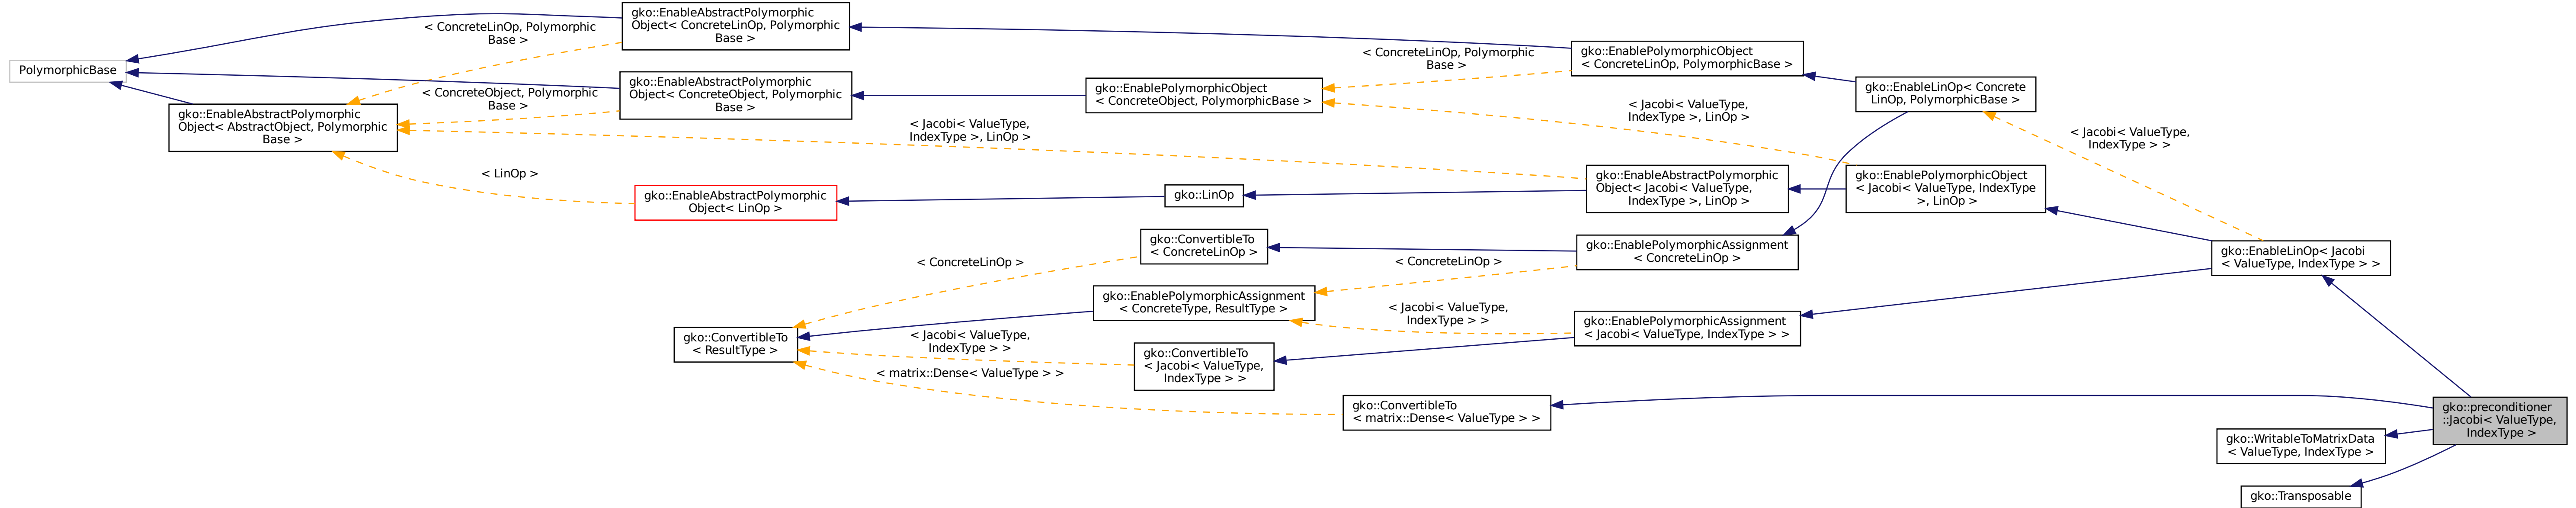 gko::EnableAbstractPolymorphic
Object< ConcreteLinOp, Polymorphic
Base >
< ConcreteLinOp, Polymorphic
Base >
PolymorphicBase
gko::EnableAbstractPolymorphic
Object< ConcreteObject, Polymorphic
Base >
< ConcreteObject, Polymorphic
Base >
gko::EnableAbstractPolymorphic
Object< AbstractObject, Polymorphic
Base >
gko::EnablePolymorphicObject
< ConcreteObject, PolymorphicBase >
< ConcreteLinOp, Polymorphic
Base >
gko::EnablePolymorphicObject
< ConcreteLinOp, PolymorphicBase >
gko::EnableLinOp< Concrete
LinOp, PolymorphicBase >
< Jacobi< ValueType,
IndexType >, LinOp >
< Jacobi< ValueType,
IndexType >, LinOp >
< Jacobi< ValueType,
IndexType > >
< LinOp >
gko::EnableAbstractPolymorphic
Object< LinOp >
gko::LinOp
gko::EnableAbstractPolymorphic
Object< Jacobi< ValueType,
IndexType >, LinOp >
gko::EnablePolymorphicObject
< Jacobi< ValueType, IndexType
>, LinOp >
gko::ConvertibleTo
< ConcreteLinOp >
gko::EnablePolymorphicAssignment
< ConcreteLinOp >
gko::EnableLinOp< Jacobi
< ValueType, IndexType > >
< ConcreteLinOp >
< ConcreteLinOp >
gko::EnablePolymorphicAssignment
< ConcreteType, ResultType >
< Jacobi< ValueType,
IndexType > >
gko::EnablePolymorphicAssignment
< Jacobi< ValueType, IndexType > >
gko::ConvertibleTo
< ResultType >
< Jacobi< ValueType,
IndexType > >
gko::ConvertibleTo
< Jacobi< ValueType,
IndexType > >
< matrix::Dense< ValueType > >
gko::ConvertibleTo
< matrix::Dense< ValueType > >
gko::preconditioner
::Jacobi< ValueType,
IndexType >
gko::WritableToMatrixData
< ValueType, IndexType >
gko::Transposable